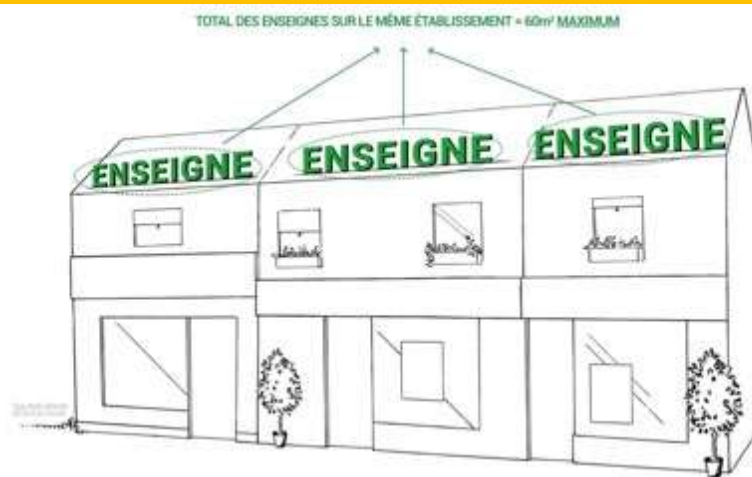 TOTAL DES ENSEIGNES SUR LE MÊME ÉTABLISSEMENT = 60m² MAXIMUM
ENSEIGNE ENSEIGNE ENSEIGNE